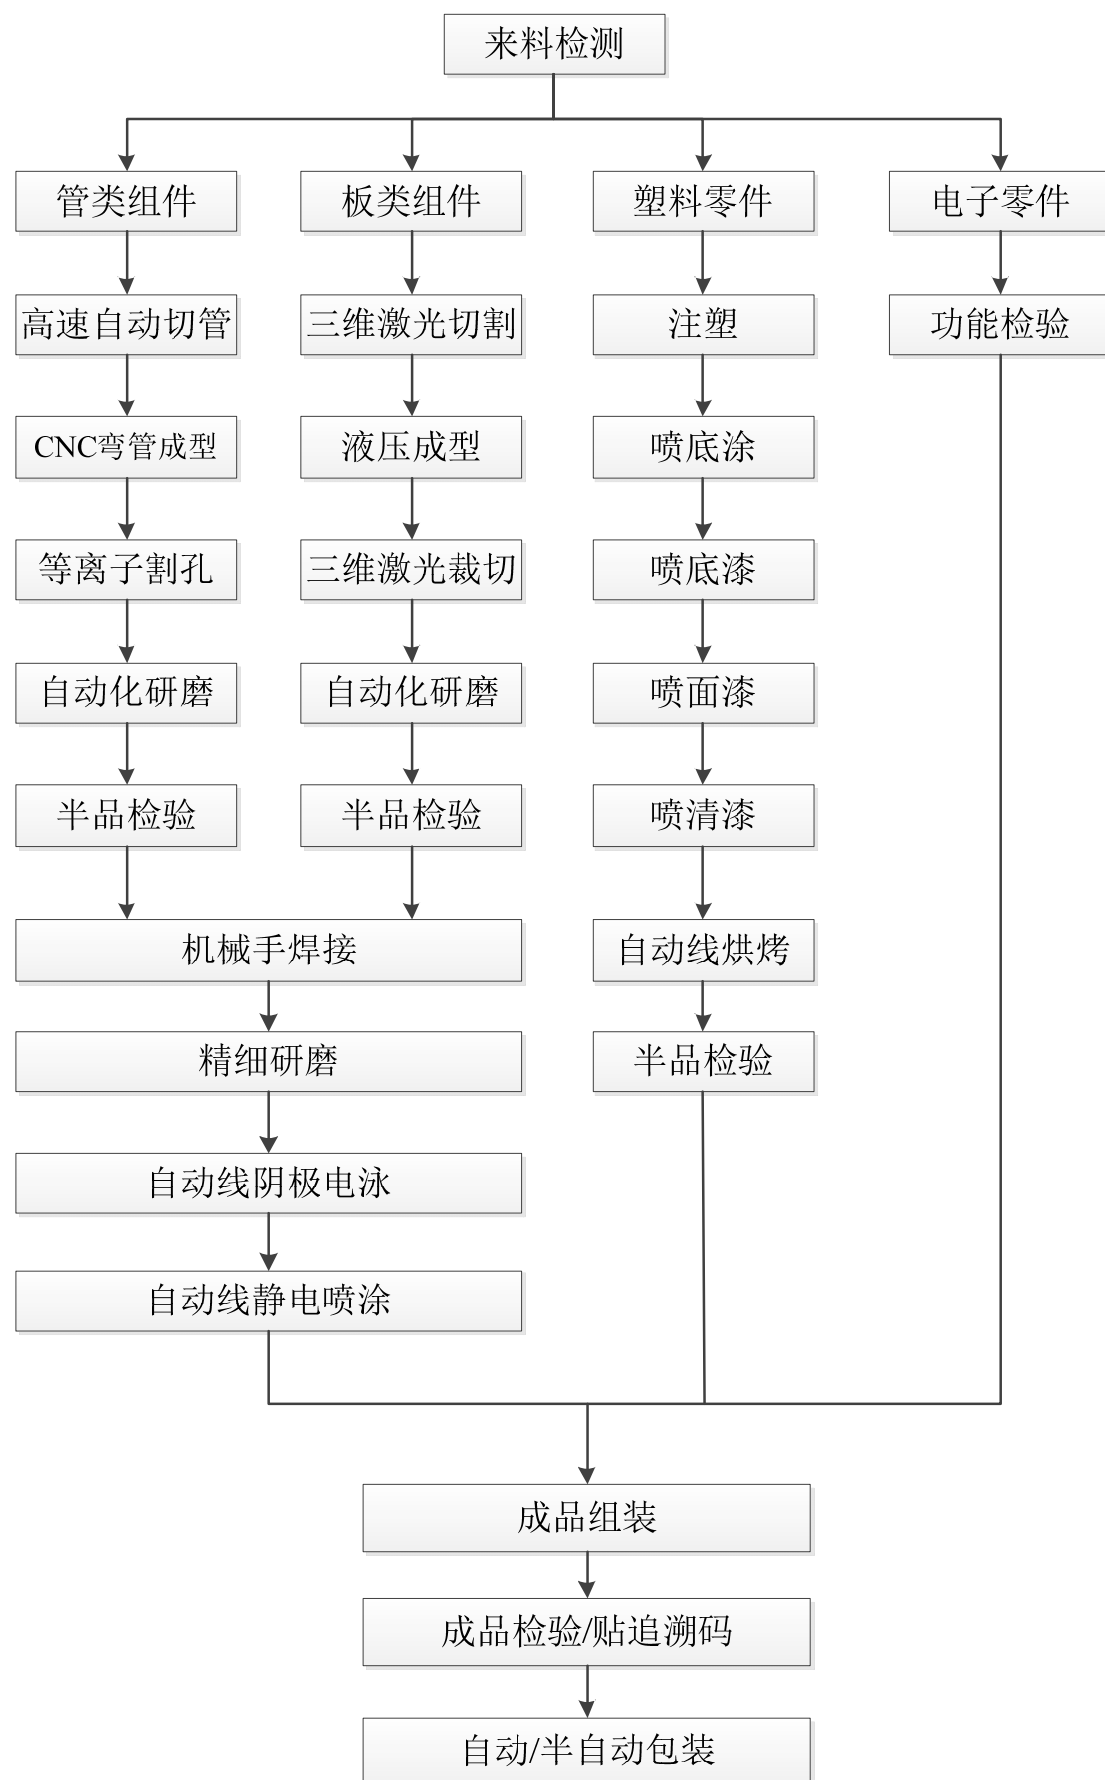 来料检测
管类组件
板类组件
塑料零件
电子零件
高速自动切管
三维激光切割
注塑
功能检验
CNC弯管成型
液压成型
喷底涂
等离子割孔
三维激光裁切
喷底漆
自动化研磨
自动化研磨
喷面漆
半品检验
半品检验
喷清漆
机械手焊接
自动线烘烤
精细研磨
半品检验
自动线阴极电泳
自动线静电喷涂
成品组装
成品检验/贴追溯码
自动/半自动包装